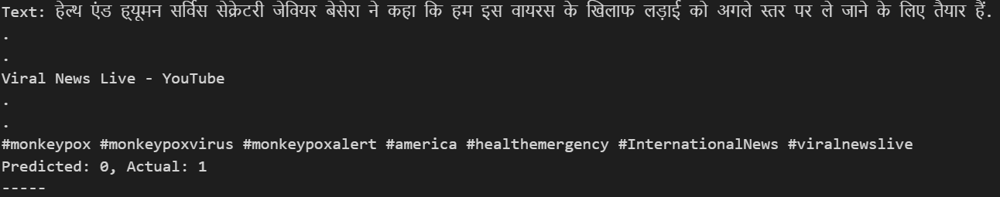 Text: हेल्थ एंड ह्यूमन सर्विस सेक्रेटरी जेवियर बेसेरा ने कहा कि हम इस वायरस के खिलाफ लड़ाई को अगले स्तर पर ले जाने के लिए तैयार हैं.
.
.
Viral News Live - YouTube
.
.
#monkeypox #monkeypoxvirus #monkeypoxalert #america #healthemergency #InternationalNews #viralnewslive
Predicted: 0, Actual: 1
-----